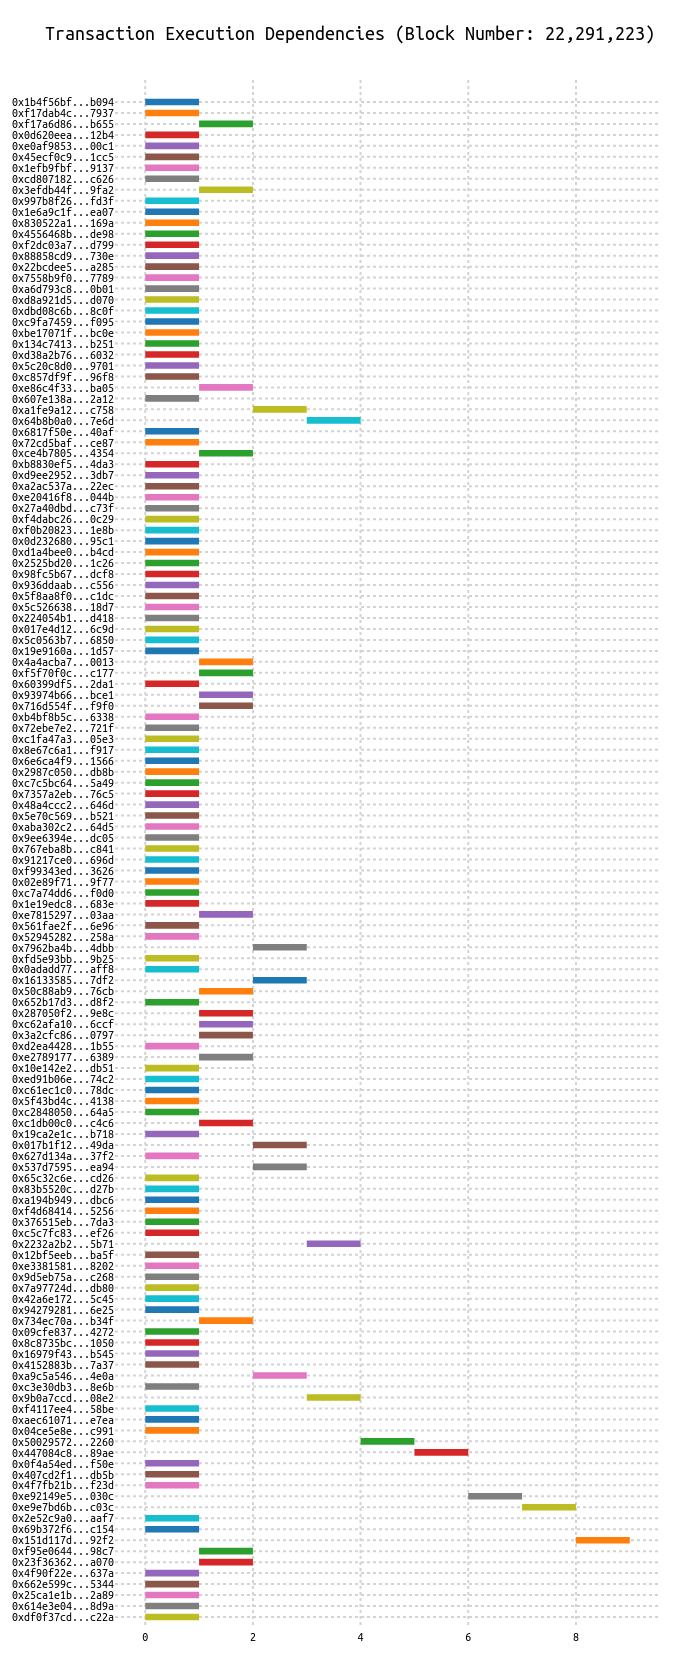 Transaction Execution Dependencies (Block Number: 22,291,223)
0x1b4f56bf...b094
0xf17dab4c...7937
0xf17a6d86...b655
0x0d620eea...12b4
0xe0af9853...00c1
0x45ecf0c9...1cc5
0x1efb9fbf...9137
0xcd807182...c626
0x3efdb44f...9fa2
0x997b8f26...fd3f
0x1e6a9c1f...ea07
0x830522a1...169a
0x4556468b...de98
0xf2dc03a7...d799
0x88858cd9...730e
0x22bcdee5...a285
0x7558b9f0...7789
0xa6d793c8...0b01
0xd8a921d5...d070
0xdbd08c6b...8c0f
0xc9fa7459...f095
0xbe17071f...bc0e
0x134c7413...b251
0xd38a2b76...6032
0x5c20c8d0...9701
0xc857df9f...96f8
0xe86c4f33...ba05
0x607e138a...2a12
0xa1fe9a12...c758
0x64b8b0a0...7e6d
0x6817f50e...40af
0x72cd5baf...ce87
0xce4b7805...4354
0xb8830ef5...4da3
0xd9ee2952...3db7
0xa2ac537a...22ec
0xe20416f8...044b
0x27a40dbd...c73f
0xf4dabc26...0c29
0xf0b20823...1e8b
0x0d232680...95c1
0xd1a4bee0...b4cd
0x2525bd20...1c26
0x98fc5b67...dcf8
0x936ddaab...c556
0x5f8aa8f0...c1dc
0x5c526638...18d7
0x224054b1...d418
0x017e4d12...6c9d
0x5c0563b7...6850
0x19e9160a...1d57
0x4a4acba7...0013
0xf5f70f0c...c177
0x60399df5...2da1
0x93974b66...bce1
0x716d554f...f9f0
0xb4bf8b5c...6338
0x72ebe7e2...721f
0xc1fa47a3...05e3
0x8e67c6a1...f917
0x6e6ca4f9...1566
0x2987c050...db8b
0xc7c5bc64...5a49
0x7357a2eb...76c5
0x48a4ccc2...646d
0x5e70c569...b521
0xaba302c2...64d5
0x9ee6394e...dc05
0x767eba8b...c841
0x91217ce0...696d
0xf99343ed...3626
0x02e89f71...9f77
0xc7a74dd6...f0d0
0x1e19edc8...683e
0xe7815297...03aa
0x561fae2f...6e96
0x52945282...258a
0x7962ba4b...4dbb
0xfd5e93bb...9b25
0x0adadd77...aff8
0x16133585...7df2
0x50c88ab9...76cb
0x652b17d3...d8f2
0x287050f2...9e8c
0xc62afa10...6ccf
0x3a2cfc86...0797
0xd2ea4428...1b55
0xe2789177...6389
0x10e142e2...db51
0xed91b06e...74c2
0xc61ec1c0...78dc
0x5f43bd4c...4138
0xc2848050...64a5
0xc1db00c0...c4c6
0x19ca2e1c...b718
0x017b1f12...49da
0x627d134a...37f2
0x537d7595...ea94
0x65c32c6e...cd26
0x83b5520c...d27b
0xa194b949...dbc6
0xf4d68414...5256
0x376515eb...7da3
0xc5c7fc83...ef26
0x2232a2b2...5b71
0x12bf5eeb...ba5f
0xe3381581...8202
0x9d5eb75a...c268
0x7a97724d...db80
0x42a6e172...5c45
0x94279281...6e25
0x734ec70a...b34f
0x09cfe837...4272
0x8c8735bc...1050
0x16979f43...b545
0x4152883b...7a37
0xa9c5a546...4e0a
0xc3e30db3...8e6b
0x9b0a7ccd...08e2
0xf4117ee4...58be
0xaec61071...e7ea
0x04ce5e8e...c991
0x50029572...2260
0x447084c8...89ae
0x0f4a54ed...f50e
0x407cd2f1...db5b
0x4f7fb21b...f23d
0xe92149e5...030c
0xe9e7bd6b...c03c
0x2e52c9a0...aaf7
0x69b372f6...c154
0x151d117d...92f2
0xf95e0644...98c7
0x23f36362...a070
0x4f90f22e...637a
0x662e599c...5344
0x25ca1e1b...2a89
0x614e3e04...8d9a
0xdf0f37cd...c22a
0 2 4 6 8